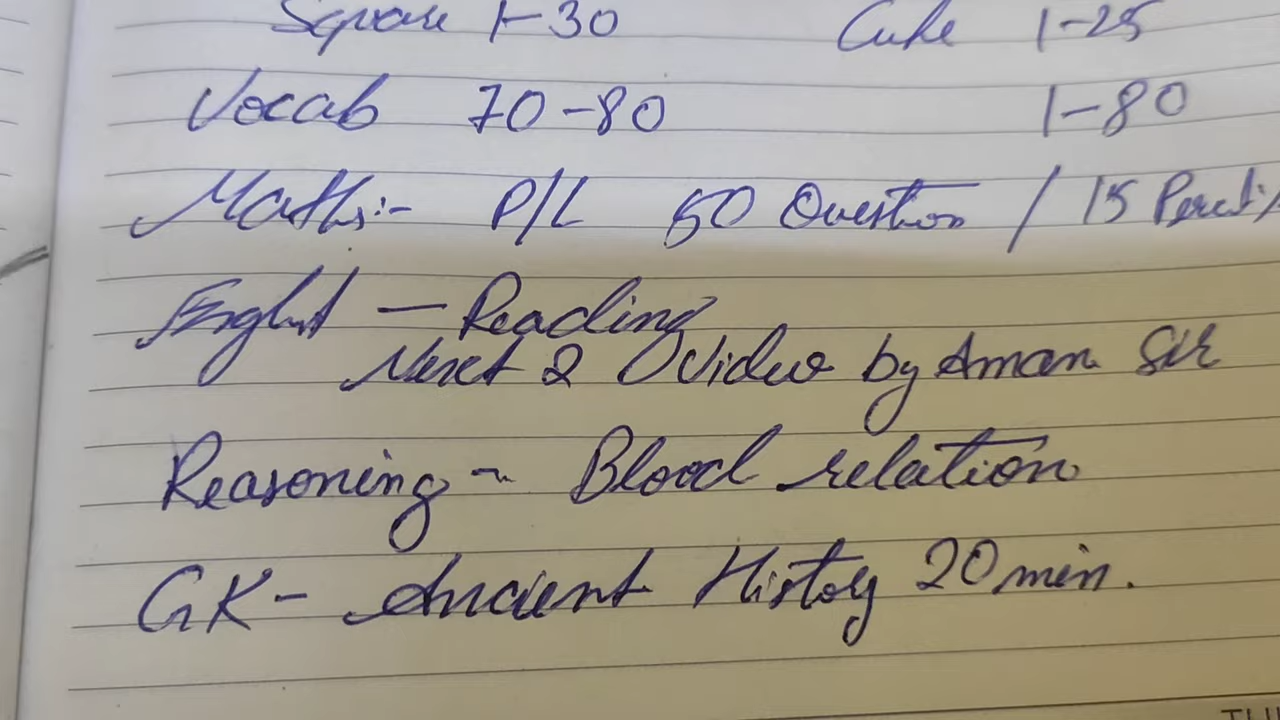 Square 1-30 Cube 1-25
Vocab 70-80 1-80
Maths:- P/L 50 Question / 15
English - Reading
Next 2 Video by Aman Sir
Reasoning - Blood relation
GK - Ancient History 20 min.